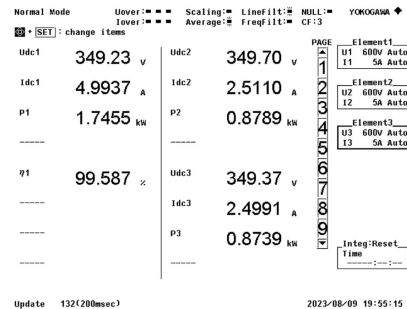 Normal Mode Uover: Scaling: LineFilt: NULL: YOKOGAWA
Iover: Average: FreqFilt: CF:3
+ SET : change items
PAGE
Udc1 349.23 V
Idc1 4.9937 A
P1 1.7455 kW
-----
η1 99.587 %
-----
-----
-----
Udc2 349.70 V
Idc2 2.5110 A
P2 0.8789 kW
-----
Udc3 349.37 V
Idc3 2.4991 A
P3 0.8739 kW
-----
1
2
3
4
5
6
7
8
9
Element1
U1 600V Auto
I1 5A Auto
Element2
U2 600V Auto
I2 5A Auto
Element3
U3 600V Auto
I3 5A Auto
Integ:Reset
Time
-----:--:--
Update 132(200msec) 2023/08/09 19:55:15